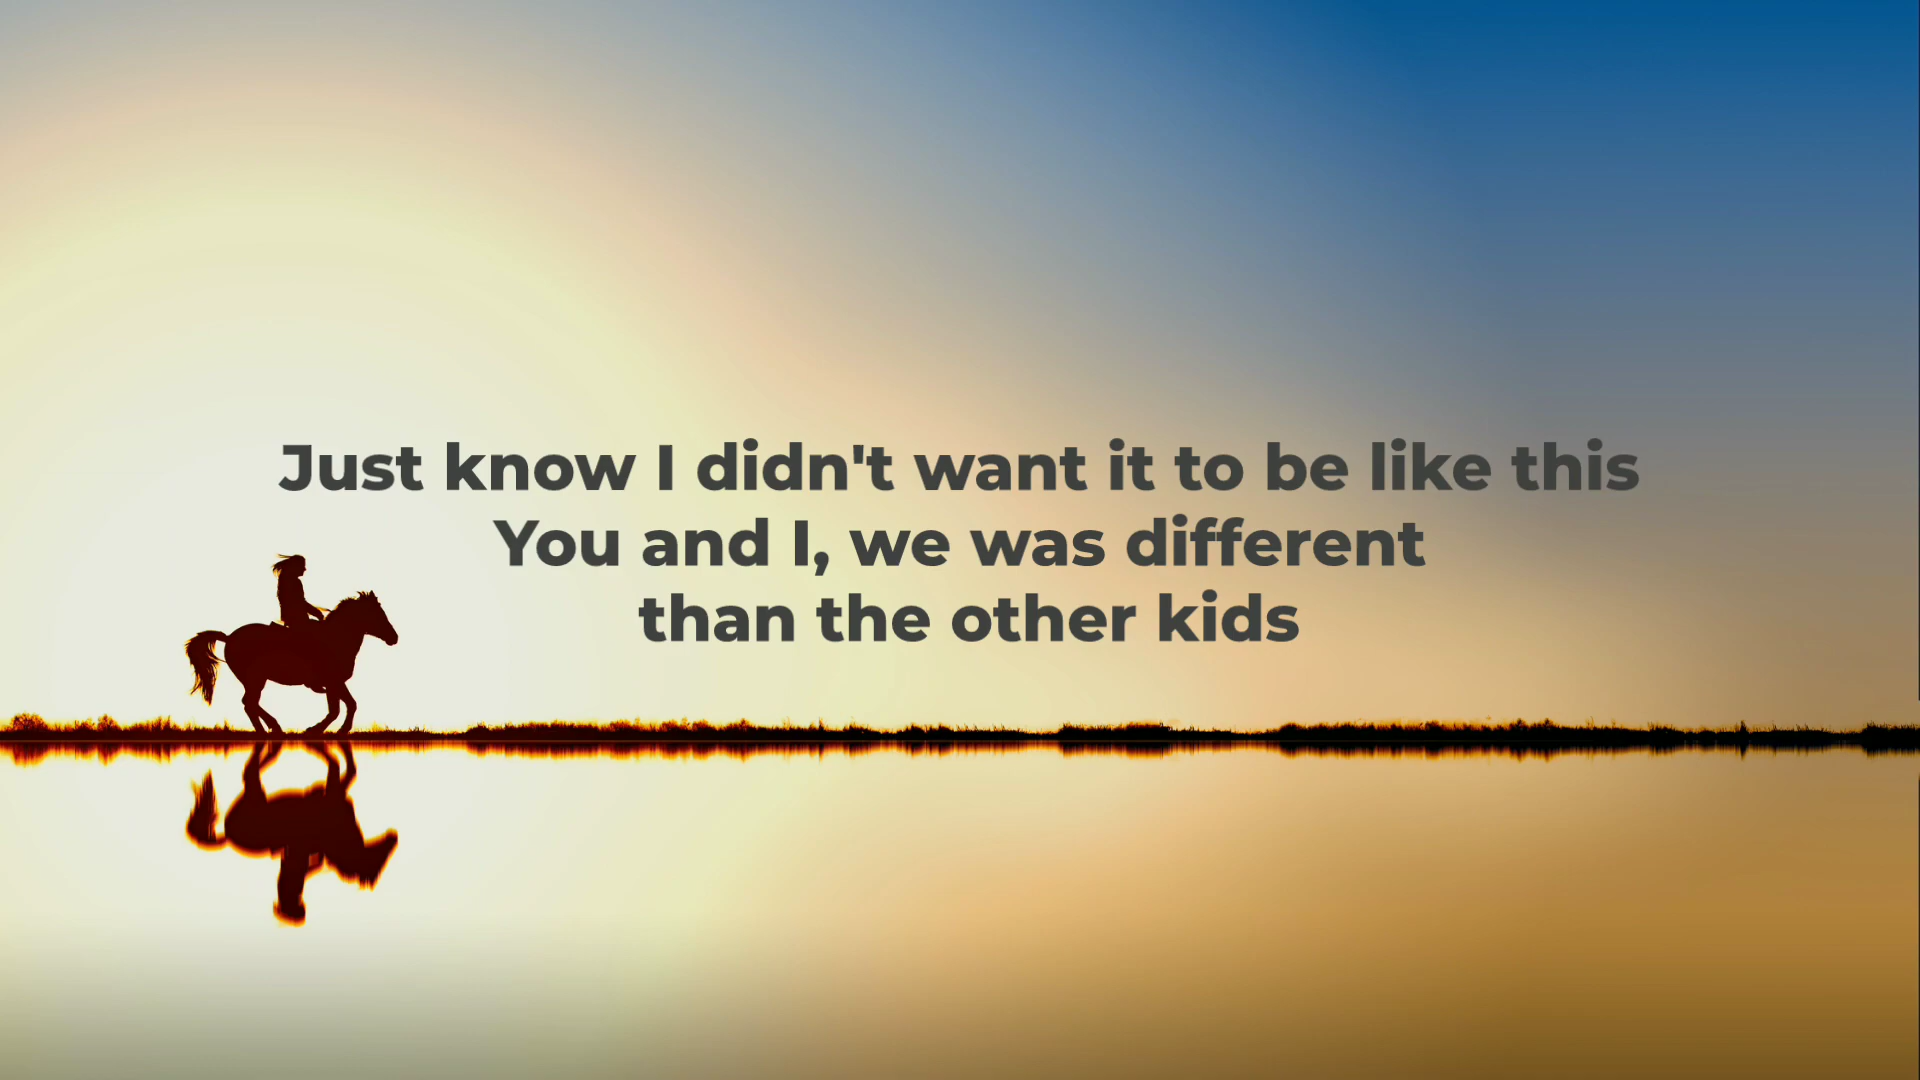 Just know I didn't want it to be like this
You and I, we was different
than the other kids